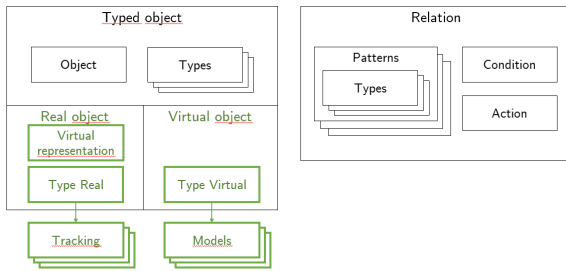 Typed object
Object
Types
Real object
Virtual object
Virtual
representation
Type Real
Type Virtual
Tracking
Models
Relation
Patterns
Types
Condition
Action